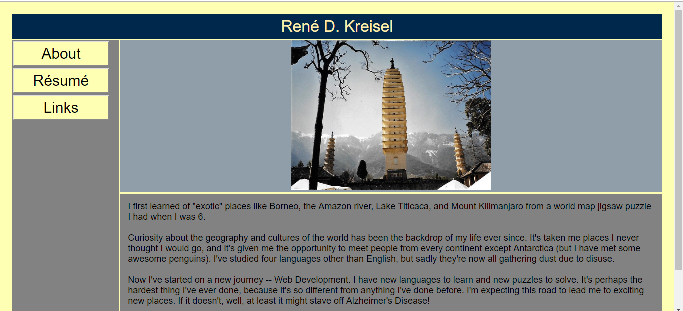 René D. Kreisel
About
Résumé
Links
I first learned of "exotic" places like Borneo, the Amazon river, Lake Titicaca, and Mount Kilimanjaro from a world map jigsaw puzzle
I had when I was 6.
Curiosity about the geography and cultures of the world has been the backdrop of my life ever since. It's taken me places I never
thought I would go, and it's given me the opportunity to meet people from every continent except Antarctica (but I have met some
awesome penguins). I've studied four languages other than English, but sadly they're now all gathering dust due to disuse.
Now I've started on a new journey -- Web Development. I have new languages to learn and new puzzles to solve. It's perhaps the
hardest thing I've ever done, because it's so different from anything I've done before. I'm expecting this road to lead me to exciting
new places. If it doesn't, well, at least it might stave off Alzheimer's Disease!